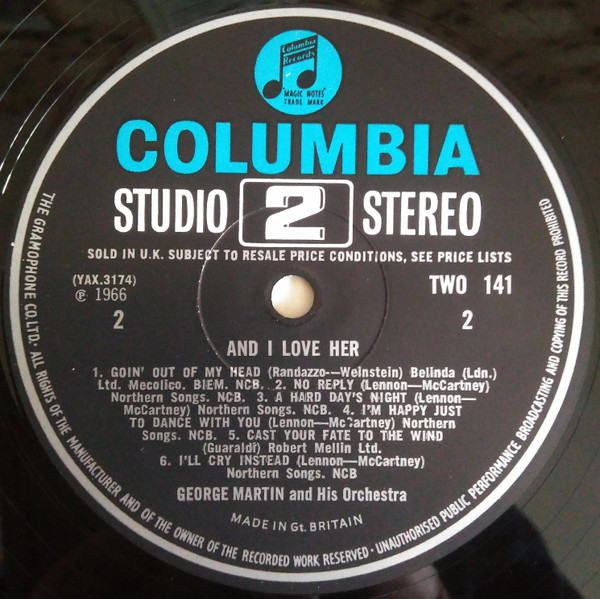 Columbia
Records
"MAGIC NOTES"
TRADE MARK
COLUMBIA
STUDIO 2 STEREO
SOLD IN U.K. SUBJECT TO RESALE PRICE CONDITIONS, SEE PRICE LISTS
(YAX.3174) TWO 141
℗ 1966
2 2
AND I LOVE HER
1. GOIN' OUT OF MY HEAD (Randazzo—Weinstein) Belinda (Ldn.)
Ltd. Mecolico. BIEM. NCB. 2. NO REPLY (Lennon—McCartney)
Northern Songs. NCB. 3. A HARD DAY'S NIGHT (Lennon—
McCartney) Northern Songs. NCB. 4. I'M HAPPY JUST
TO DANCE WITH YOU (Lennon—McCartney) Northern
Songs. NCB. 5. CAST YOUR FATE TO THE WIND
(Guaraldi) Robert Mellin Ltd.
6. I'LL CRY INSTEAD (Lennon—McCartney)
Northern Songs. NCB
GEORGE MARTIN and His Orchestra
MADE IN Gt. BRITAIN
THE GRAMOPHONE CO. LTD. · ALL RIGHTS OF THE MANUFACTURER AND OF THE OWNER OF THE RECORDED WORK RESERVED · UNAUTHORISED PUBLIC PERFORMANCE BROADCASTING AND COPYING OF THIS RECORD PROHIBITED